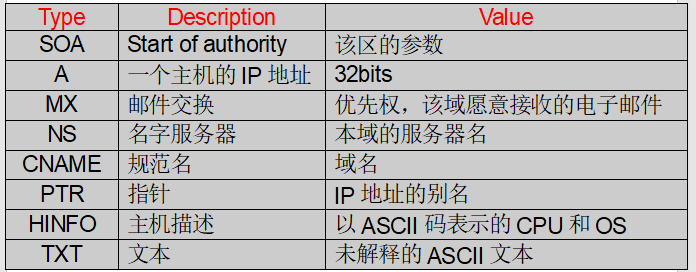 Type Description Value
SOA Start of authority 该区的参数
A 一个主机的 IP 地址 32bits
MX 邮件交换 优先权，该域愿意接收的电子邮件
NS 名字服务器 本域的服务器名
CNAME 规范名 域名
PTR 指针 IP 地址的别名
HINFO 主机描述 以 ASCII 码表示的 CPU 和 OS
TXT 文本 未解释的 ASCII 文本